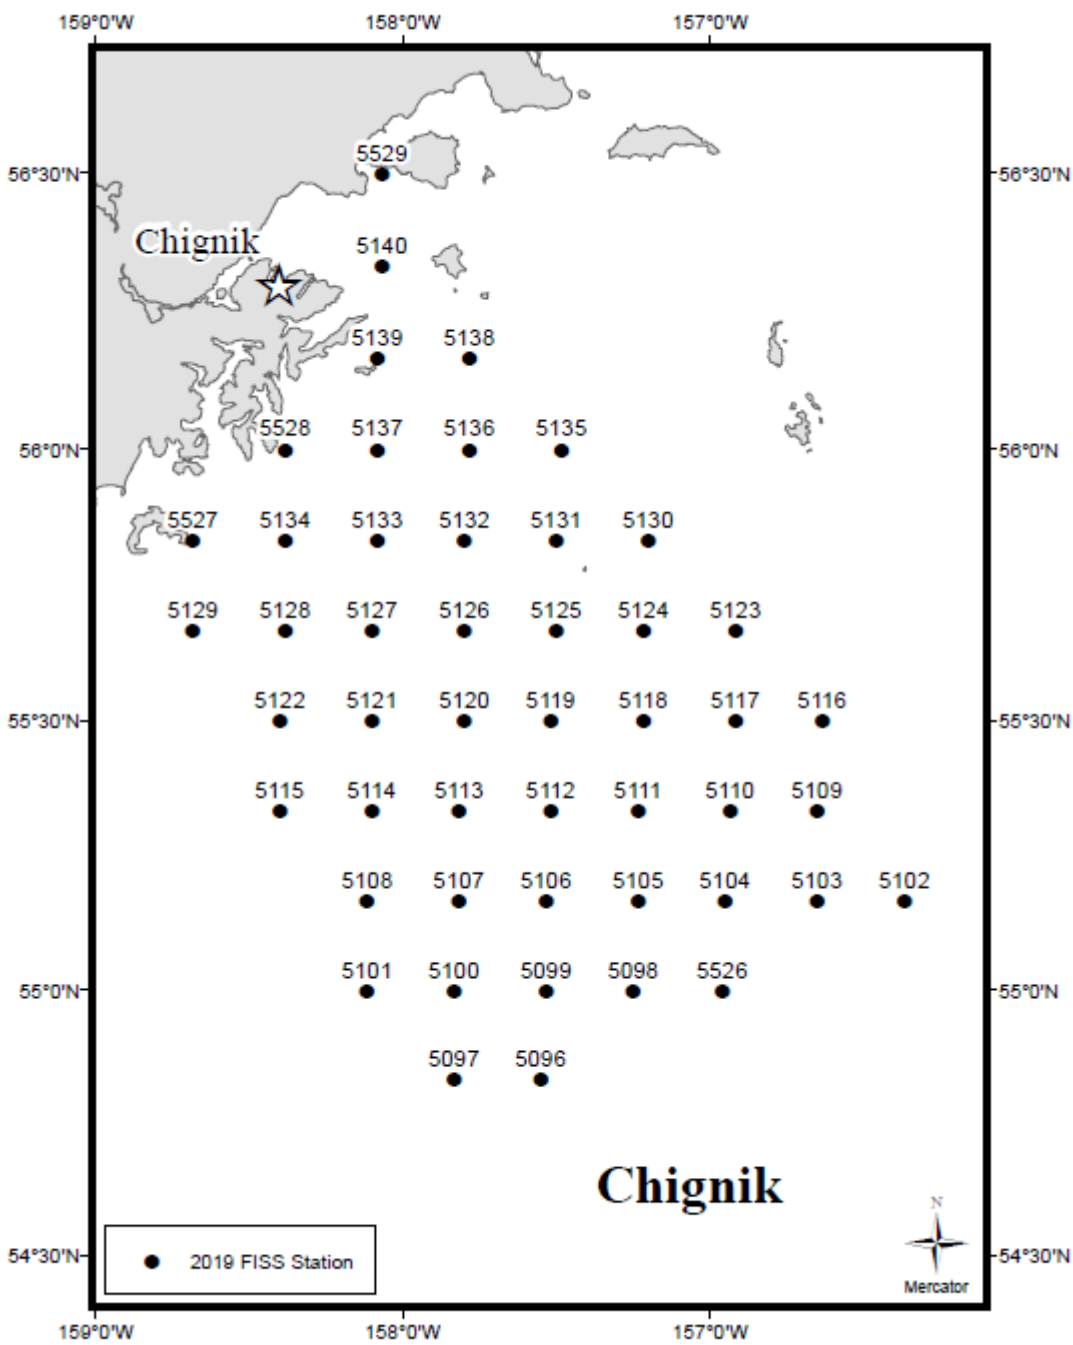 159°0'W 158°0'W 157°0'W
5529
56°30'N 56°30'N
Chignik
5140
5139 5138
5528 5137 5136 5135
56°0'N 56°0'N
5527 5134 5133 5132 5131 5130
5129 5128 5127 5126 5125 5124 5123
5122 5121 5120 5119 5118 5117 5116
55°30'N 55°30'N
5115 5114 5113 5112 5111 5110 5109
5108 5107 5106 5105 5104 5103 5102
5101 5100 5099 5098 5526
55°0'N 55°0'N
5097 5096
Chignik
N
54°30'N 2019 FISS Station 54°30'N
Mercator
159°0'W 158°0'W 157°0'W